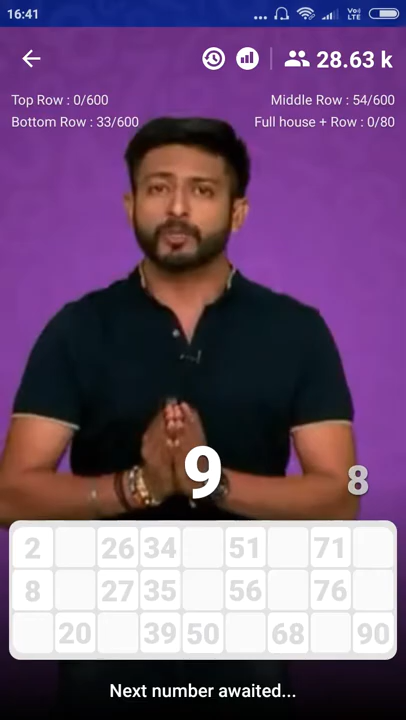 16:41 ... Vo) LTE
28.63 k
Top Row : 0/600 Middle Row : 54/600
Bottom Row : 33/600 Full house + Row : 0/80
9 8
2 26 34 51 71
8 27 35 56 76
20 39 50 68 90
Next number awaited...